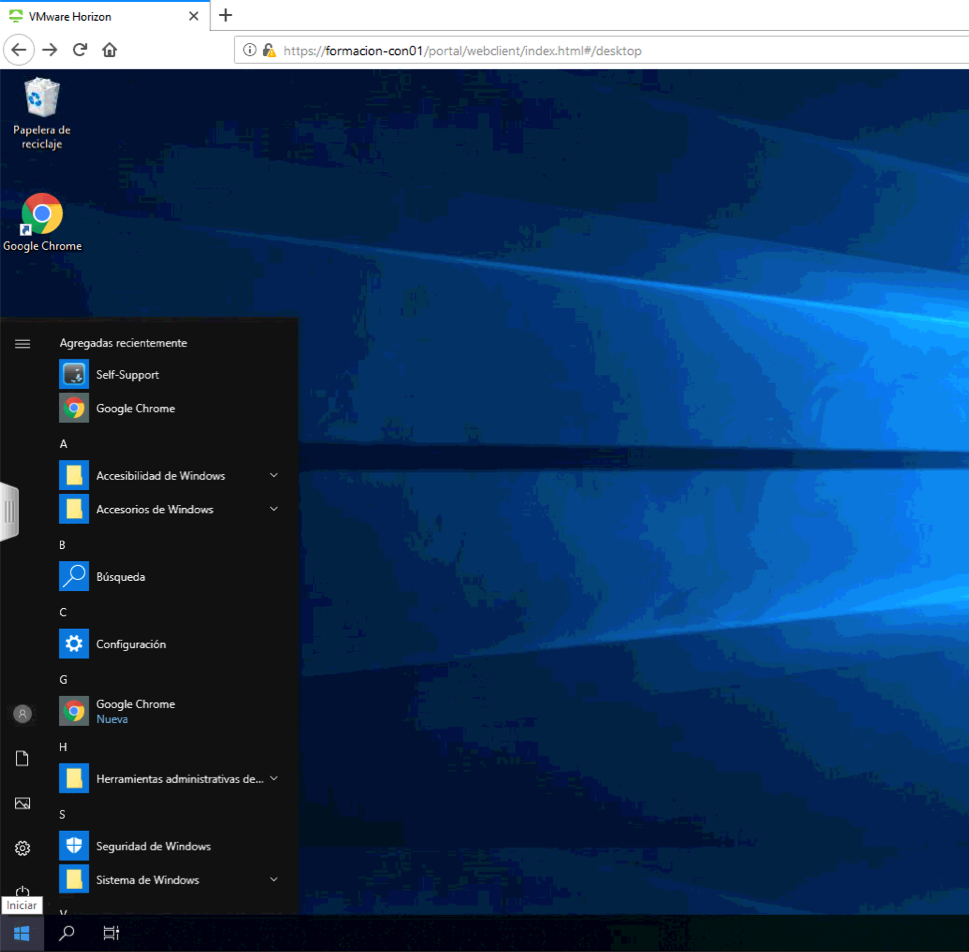 VMware Horizon
https://formacion-con01/portal/webclient/index.html#/desktop
Papelera de
reciclaje
Google Chrome
Agregadas recientemente
Self-Support
Google Chrome
A
Accesibilidad de Windows
Accesorios de Windows
B
Búsqueda
C
Configuración
G
Google Chrome
Nueva
H
Herramientas administrativas de...
S
Seguridad de Windows
Sistema de Windows
Iniciar
V